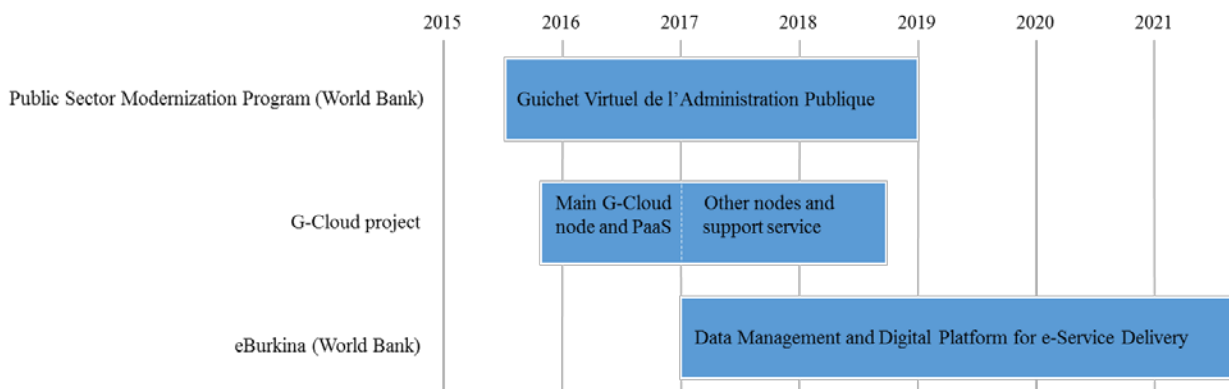 2015 2016 2017 2018 2019 2020 2021
Public Sector Modernization Program (World Bank)
Guichet Virtuel de l’Administration Publique
G-Cloud project
Main G-Cloud
node and PaaS
Other nodes and
support service
eBurkina (World Bank)
Data Management and Digital Platform for e-Service Delivery